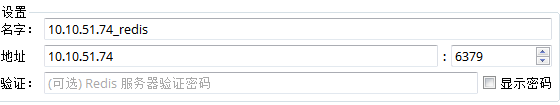 设置
名字： 10.10.51.74_redis
地址 10.10.51.74 : 6379
验证： (可选) Redis 服务器验证密码 显示密码